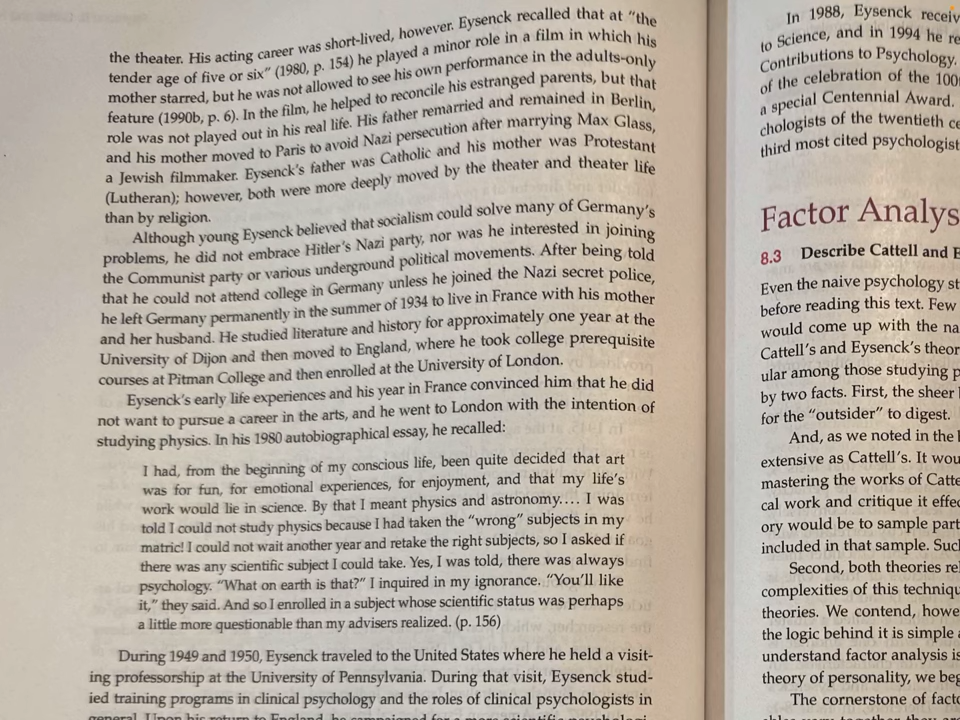 the theater. His acting career was short-lived, however. Eysenck recalled that at “the
tender age of five or six” (1980, p. 154) he played a minor role in a film in which his
mother starred, but he was not allowed to see his own performance in the adults-only
feature (1990b, p. 6). In the film, he helped to reconcile his estranged parents, but that
role was not played out in his real life. His father remarried and remained in Berlin,
and his mother moved to Paris to avoid Nazi persecution after marrying Max Glass,
a Jewish filmmaker. Eysenck’s father was Catholic and his mother was Protestant
(Lutheran); however, both were more deeply moved by the theater and theater life
than by religion.
Although young Eysenck believed that socialism could solve many of Germany’s
problems, he did not embrace Hitler’s Nazi party, nor was he interested in joining
the Communist party or various underground political movements. After being told
that he could not attend college in Germany unless he joined the Nazi secret police,
he left Germany permanently in the summer of 1934 to live in France with his mother
and her husband. He studied literature and history for approximately one year at the
University of Dijon and then moved to England, where he took college prerequisite
courses at Pitman College and then enrolled at the University of London.
Eysenck’s early life experiences and his year in France convinced him that he did
not want to pursue a career in the arts, and he went to London with the intention of
studying physics. In his 1980 autobiographical essay, he recalled:
I had, from the beginning of my conscious life, been quite decided that art
was for fun, for emotional experiences, for enjoyment, and that my life’s
work would lie in science. By that I meant physics and astronomy.... I was
told I could not study physics because I had taken the “wrong” subjects in my
matric! I could not wait another year and retake the right subjects, so I asked if
there was any scientific subject I could take. Yes, I was told, there was always
psychology. “What on earth is that?” I inquired in my ignorance. “You’ll like
it,” they said. And so I enrolled in a subject whose scientific status was perhaps
a little more questionable than my advisers realized. (p. 156)
During 1949 and 1950, Eysenck traveled to the United States where he held a visit-
ing professorship at the University of Pennsylvania. During that visit, Eysenck stud-
ied training programs in clinical psychology and the roles of clinical psychologists in
general. Upon his return to England, he campaigned for a more
In 1988, Eysenck receiv
to Science, and in 1994 he re
Contributions to Psychology.
of the celebration of the 100
a special Centennial Award.
chologists of the twentieth ce
third most cited psychologist
Factor Analys
8.3 Describe Cattell and E
Even the naive psychology st
before reading this text. Few
would come up with the na
Cattell’s and Eysenck’s theor
ular among those studying p
by two facts. First, the sheer
for the “outsider” to digest.
And, as we noted in the
extensive as Cattell’s. It wou
mastering the works of Catte
cal work and critique it effec
ory would be to sample part
included in that sample. Suc
Second, both theories rel
complexities of this techniqu
theories. We contend, howe
the logic behind it is simple
understand factor analysis is
theory of personality, we beg
The cornerstone of facto